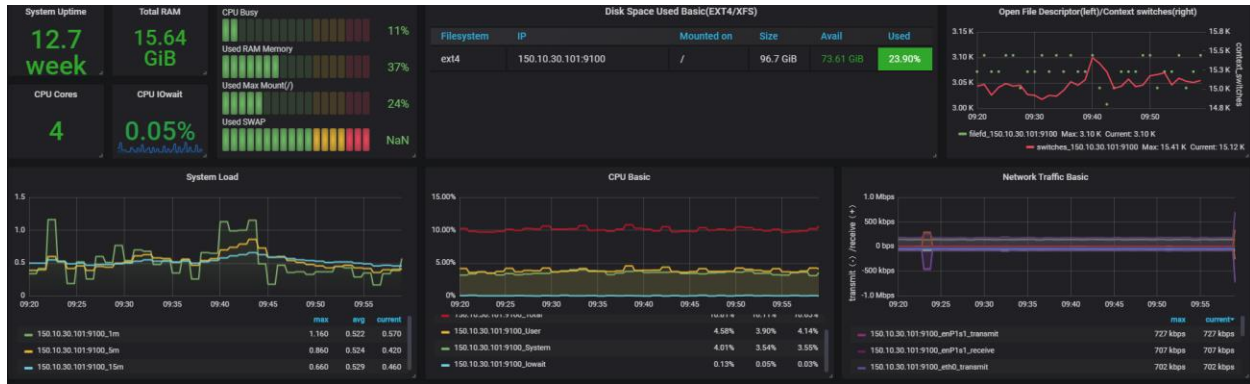 System Uptime
12.7
week
Total RAM
15.64
GiB
CPU Cores
4
CPU IOwait
0.05%
CPU Busy
11%
Used RAM Memory
37%
Used Max Mount(/)
24%
Used SWAP
NaN
Disk Space Used Basic(EXT4/XFS)
Filesystem IP Mounted on Size Avail Used
ext4 150.10.30.101:9100 / 96.7 GiB 73.61 GiB 23.90%
Open File Descriptor(left)/Context switches(right)
3.15 K
3.10 K
3.05 K
3.00 K
15.8 K
15.5 K
15.3 K
15.0 K
14.8 K
context_switches
09:20 09:30 09:40 09:50
filefd_150.10.30.101:9100 Max: 3.10 K Current: 3.10 K
switches_150.10.30.101:9100 Max: 15.41 K Current: 15.12 K
System Load
1.5
1.0
0.5
0
09:20 09:25 09:30 09:35 09:40 09:45 09:50 09:55
max avg current
150.10.30.101:9100_1m 1.160 0.522 0.570
150.10.30.101:9100_5m 0.860 0.524 0.420
150.10.30.101:9100_15m 0.660 0.529 0.460
CPU Basic
15.00%
10.00%
5.00%
0%
09:20 09:25 09:30 09:35 09:40 09:45 09:50 09:55
150.10.30.101:9100_Total
150.10.30.101:9100_User 4.58% 3.90% 4.14%
150.10.30.101:9100_System 4.01% 3.54% 3.55%
150.10.30.101:9100_Iowait 0.13% 0.05% 0.03%
Network Traffic Basic
transmit (-) /receive (+)
1.0 Mbps
500 kbps
0 bps
-500 kbps
-1.0 Mbps
09:20 09:25 09:30 09:35 09:40 09:45 09:50 09:55
max current
150.10.30.101:9100_enP1s1_transmit 727 kbps 727 kbps
150.10.30.101:9100_enP1s1_receive 707 kbps 707 kbps
150.10.30.101:9100_eth0_transmit 702 kbps 702 kbps